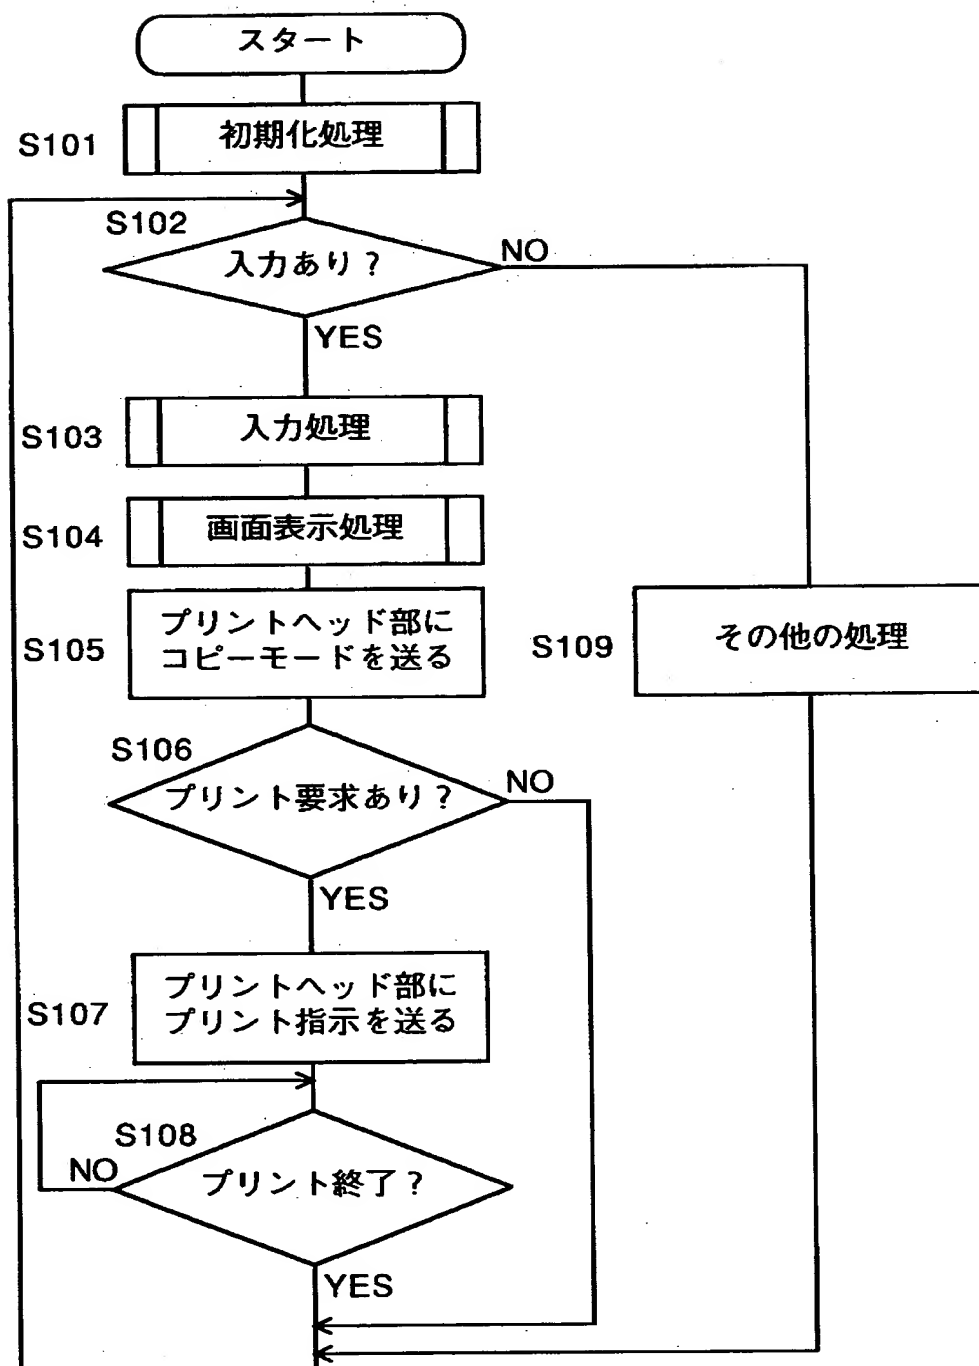 スタート
S101
初期化処理
S102
入力あり？
NO
YES
S103
入力処理
S104
画面表示処理
S105
プリントヘッド部に
コピーモードを送る
S109
その他の処理
S106
プリント要求あり？
NO
YES
S107
プリントヘッド部に
プリント指示を送る
S108
NO
プリント終了？
YES